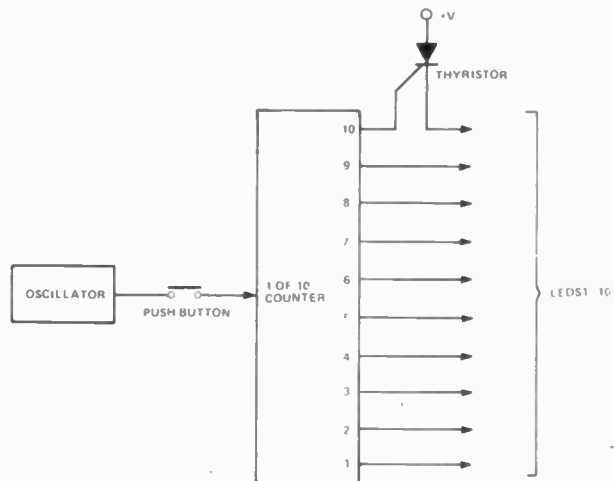 +V
THYRISTOR
10
9
8
7
6
4
3
2
1
OSCILLATOR
PUSH BUTTON
1 OF 10
COUNTER
LEDS1 10